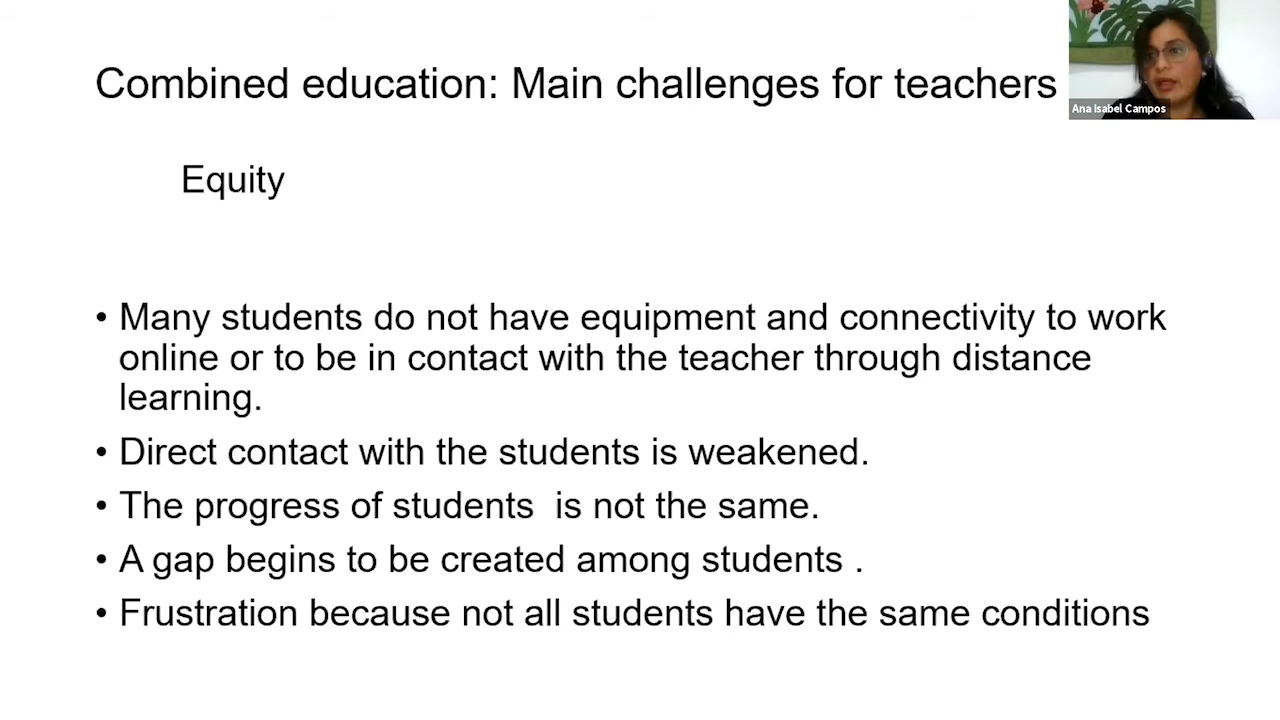 Combined education: Main challenges for teachers
Ana Isabel Campos
Equity
• Many students do not have equipment and connectivity to work
online or to be in contact with the teacher through distance
learning.
• Direct contact with the students is weakened.
• The progress of students  is not the same.
• A gap begins to be created among students .
• Frustration because not all students have the same conditions